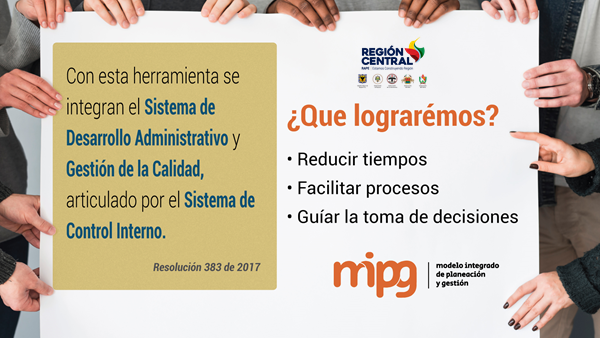 Con esta herramienta se
integran el Sistema de
Desarrollo Administrativo y
Gestión de la Calidad,
articulado por el Sistema de
Control Interno.
Resolución 383 de 2017
REGIÓN
CENTRAL
¿Que lograrémos?
• Reducir tiempos
• Facilitar procesos
• Guíar la toma de decisiones
mipg
modelo integrado
de planeación
y gestión